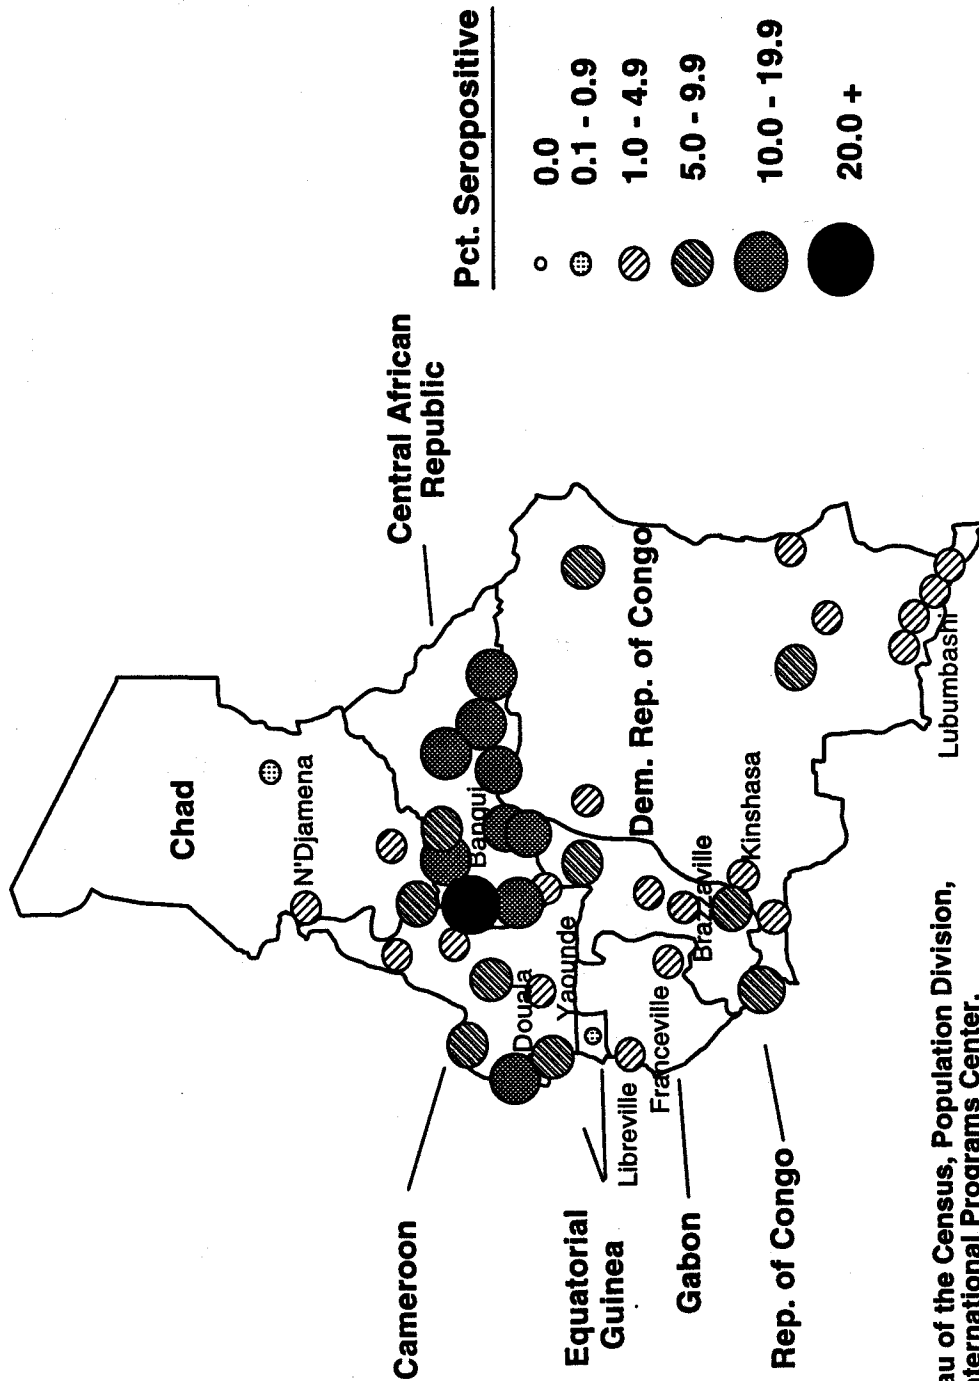 Pct. Seropositive
0.0
0.1 - 0.9
1.0 - 4.9
5.0 - 9.9
10.0 - 19.9
20.0 +
Central African
Republic
Chad
N'Djamena
Bangui
Dem. Rep. of Congo
Kinshasa
Brazzaville
Lubumbashi
Yaounde
Douala
Franceville
Libreville
Cameroon
Equatorial
Guinea
Gabon
Rep. of Congo
au of the Census, Population Division,
nternational Programs Center.